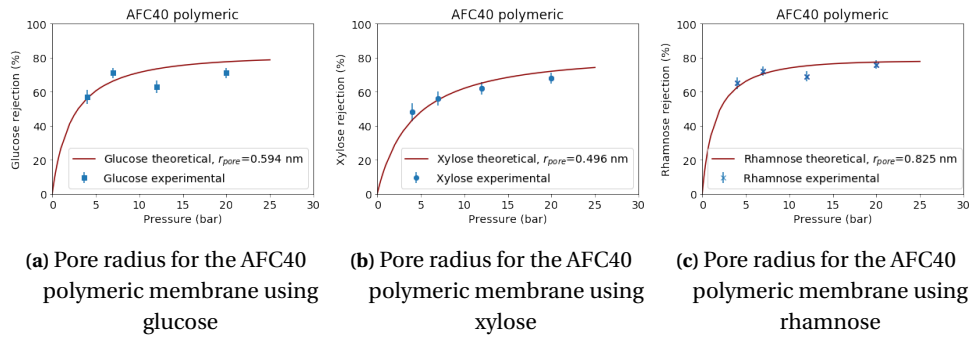 AFC40 polymeric
Glucose rejection (%)
100
80
60
40
20
0
Glucose theoretical, r_pore=0.594 nm
Glucose experimental
0 5 10 15 20 25 30
Pressure (bar)
(a) Pore radius for the AFC40
polymeric membrane using
glucose
AFC40 polymeric
Xylose rejection (%)
100
80
60
40
20
0
Xylose theoretical, r_pore=0.496 nm
Xylose experimental
0 5 10 15 20 25 30
Pressure (bar)
(b) Pore radius for the AFC40
polymeric membrane using
xylose
AFC40 polymeric
Rhamnose rejection (%)
100
80
60
40
20
0
Rhamnose theoretical, r_pore=0.825 nm
Rhamnose experimental
0 5 10 15 20 25 30
Pressure (bar)
(c) Pore radius for the AFC40
polymeric membrane using
rhamnose